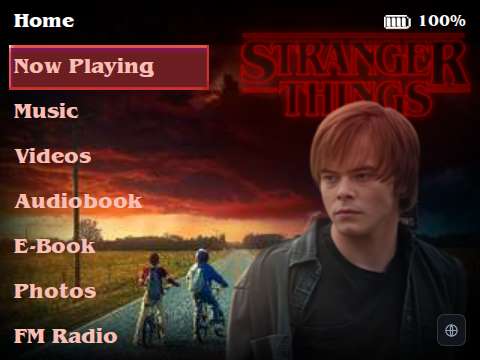 Home
100%
Now Playing
STRANGER
THINGS
Music
Videos
Audiobook
E-Book
Photos
FM Radio